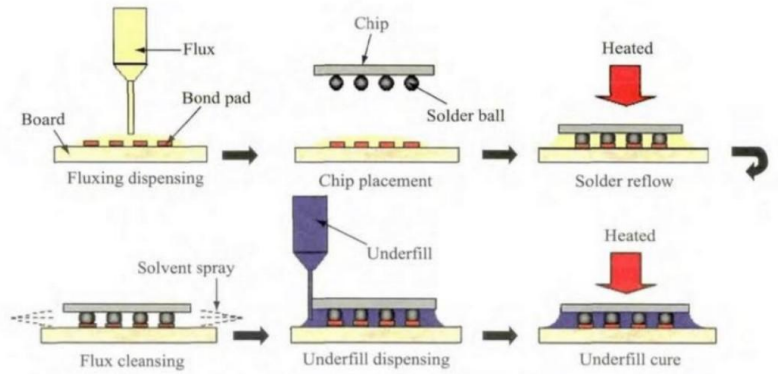 Flux
Bond pad
Board
Fluxing dispensing
Chip
Solder ball
Chip placement
Heated
Solder reflow
Solvent spray
Flux cleansing
Underfill
Underfill dispensing
Heated
Underfill cure